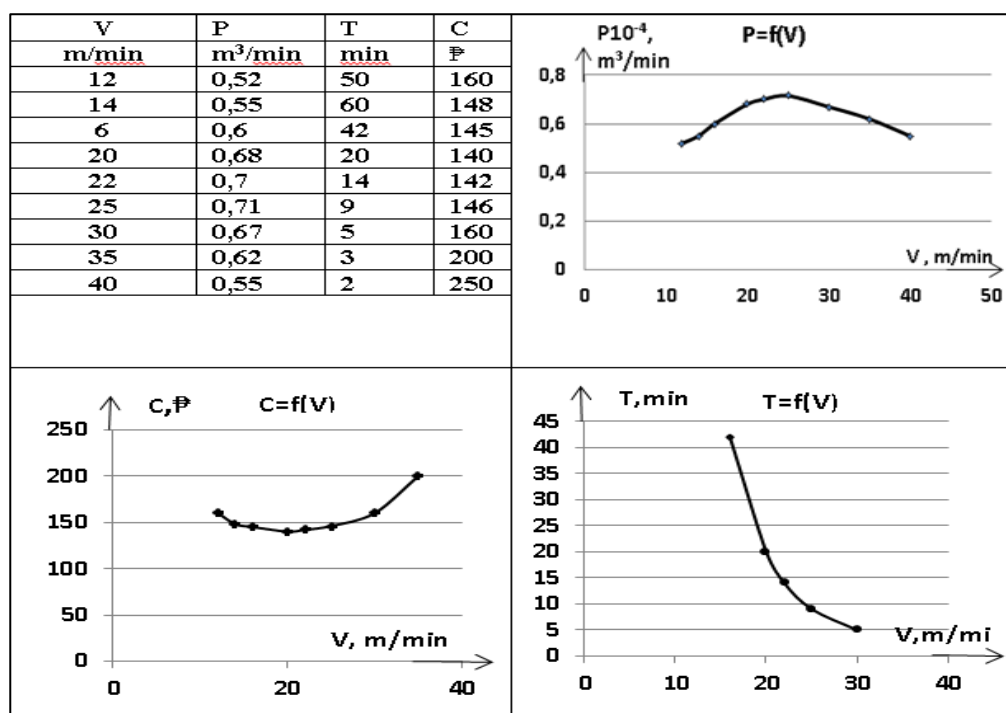 V P T C
m/min m³/min min ₱
12 0,52 50 160
14 0,55 60 148
6 0,6 42 145
20 0,68 20 140
22 0,7 14 142
25 0,71 9 146
30 0,67 5 160
35 0,62 3 200
40 0,55 2 250
P10⁻⁴, P=f(V)
m³/min
0,8
0,6
0,4
0,2
V , m/min
0
0 10 20 30 40 50
C,₱ C=f(V)
250
200
150
100
50
V, m/min
0
0 20 40
T,min T=f(V)
45
40
35
30
25
20
15
10
5
V,m/mi
0
0 10 20 30 40